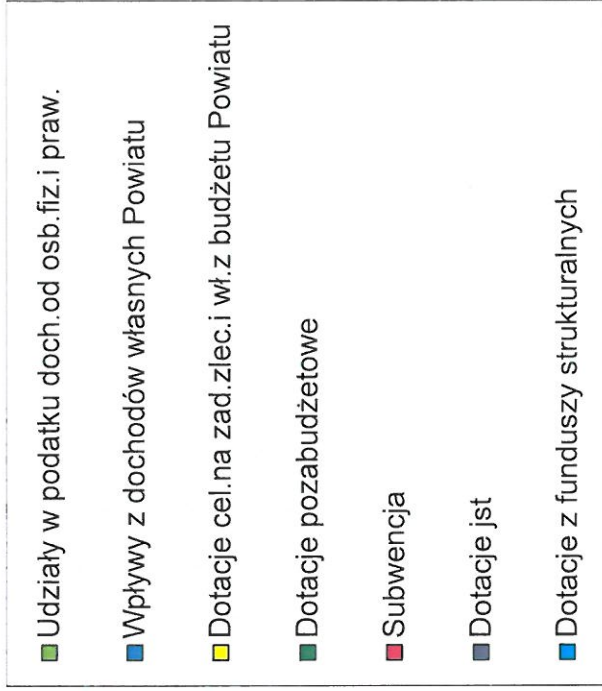 Udziały w podatku doch.od osb.fiz.i praw.
Wpływy z dochodów własnych Powiatu
Dotacje cel.na zad.zlec.i wł.z budżetu Powiatu
Dotacje pozabudżetowe
Subwencja
Dotacje jst
Dotacje z funduszy strukturalnych